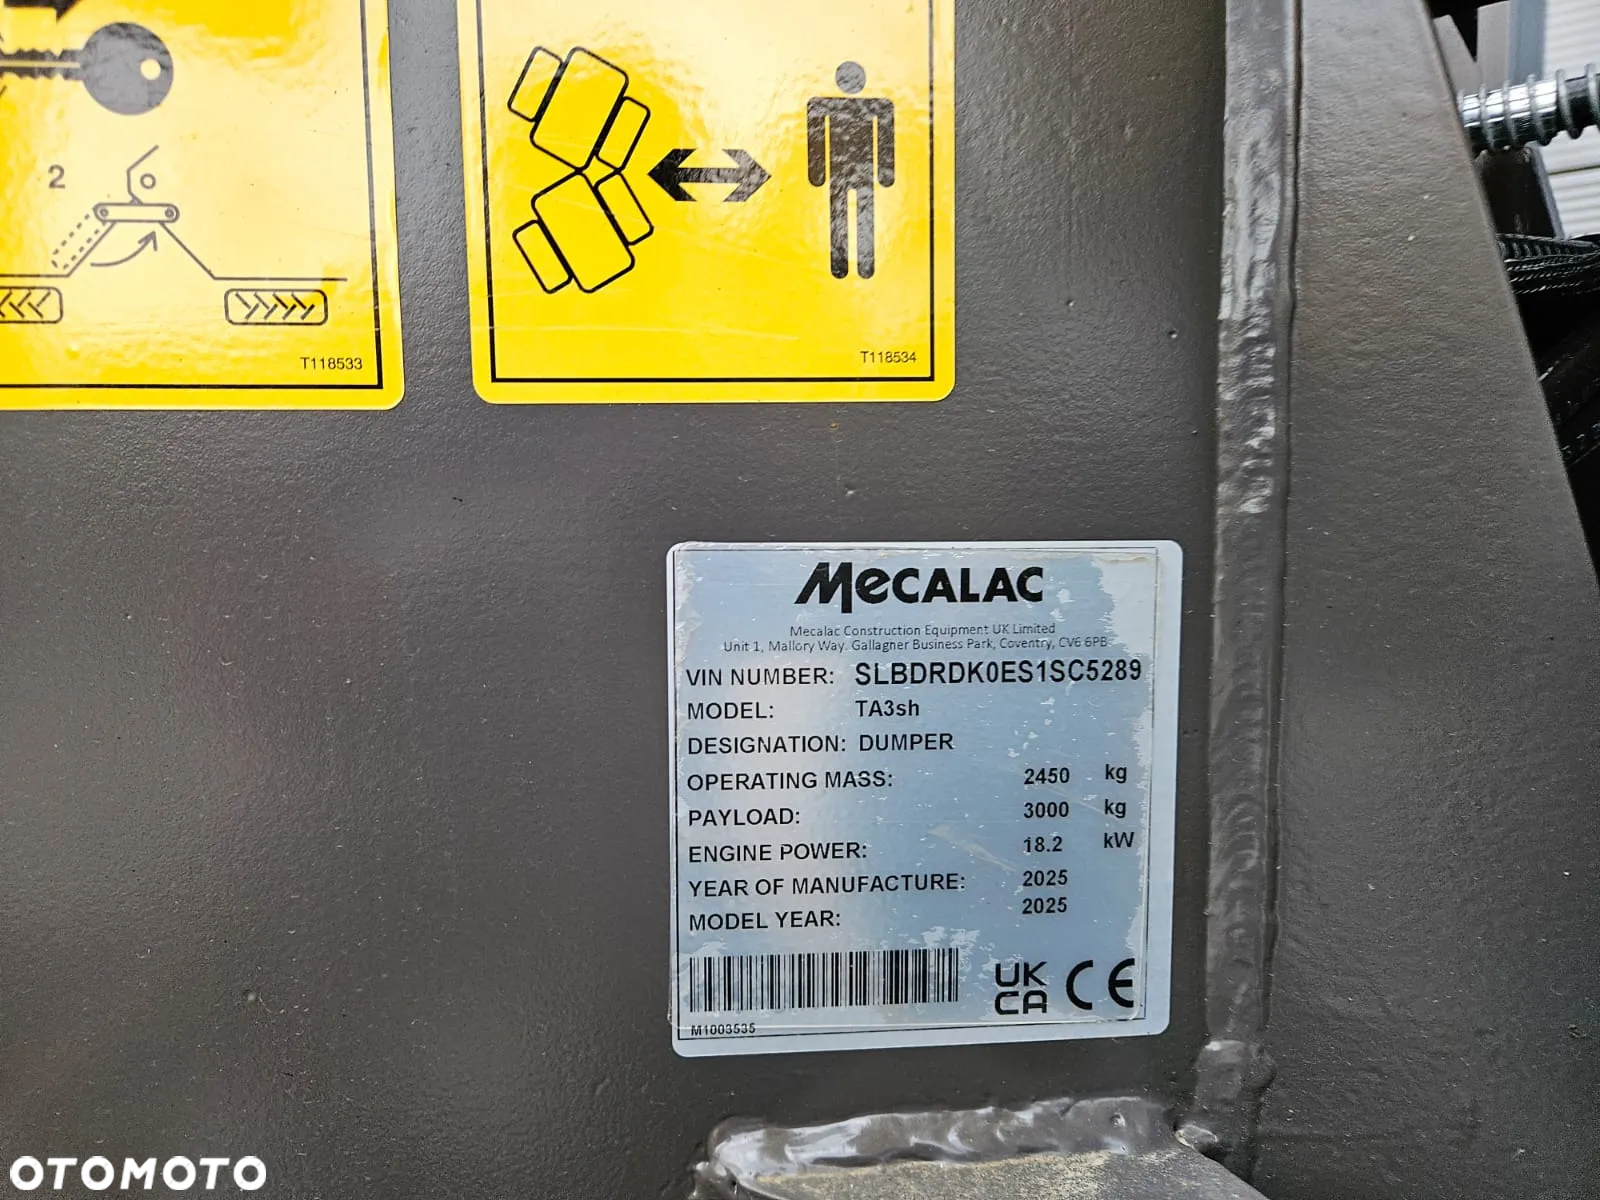 2
T118533
T118534
MeCALAC
Mecalac Construction Equipment UK Limited
Unit 1, Mallory Way. Gallagner Business Park, Coventry, CV6 6PB
VIN NUMBER: SLBDRDK0ES1SC5289
MODEL: TA3sh
DESIGNATION: DUMPER
OPERATING MASS: 2450 kg
PAYLOAD: 3000 kg
ENGINE POWER: 18.2 kW
YEAR OF MANUFACTURE: 2025
MODEL YEAR: 2025
UK
CA CE
M1003535
OTOMOTO